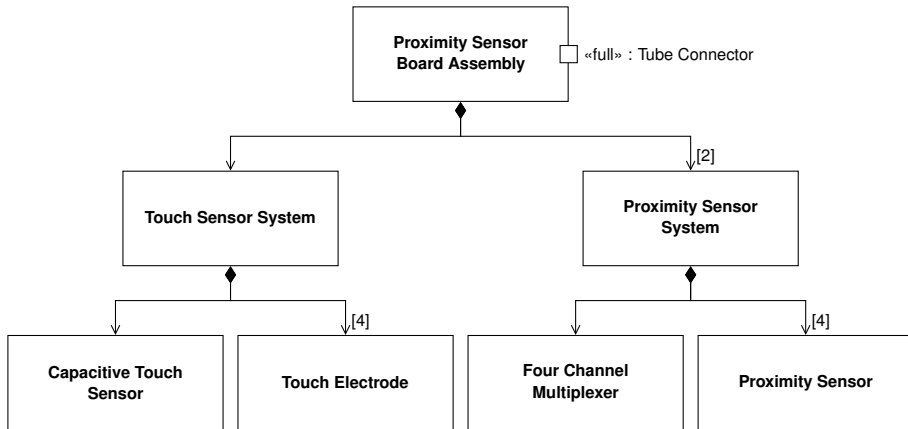 Proximity Sensor
Board Assembly
«full» : Tube Connector
[2]
Touch Sensor System
Proximity Sensor
System
[4]
[4]
Capacitive Touch
Sensor
Touch Electrode
Four Channel
Multiplexer
Proximity Sensor